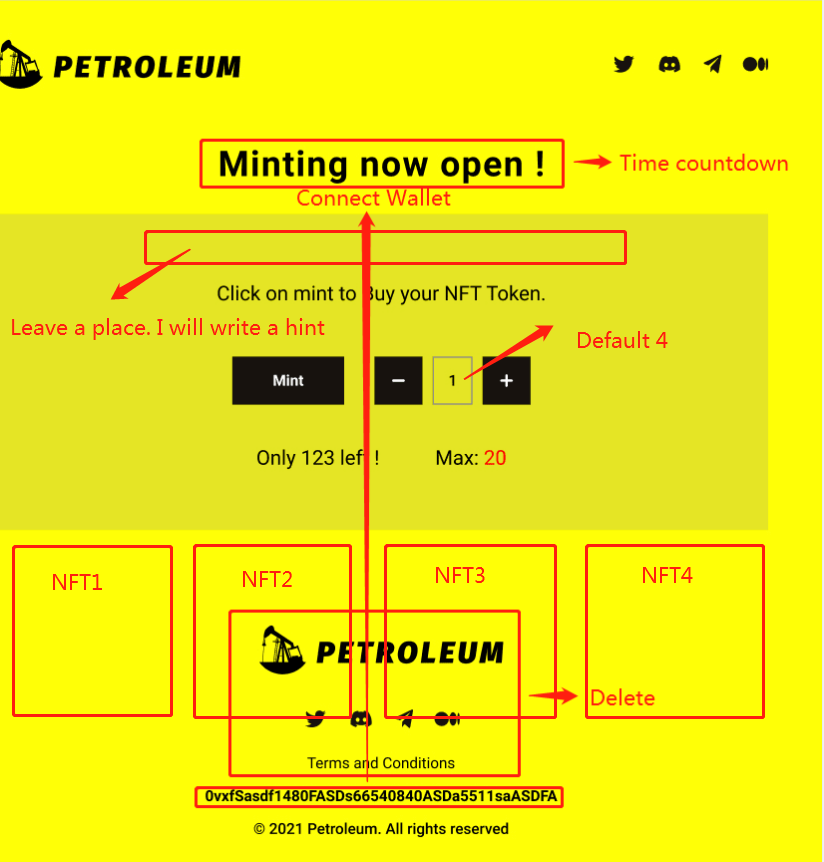 PETROLEUM
Minting now open !
Time countdown
Connect Wallet
Click on mint to Buy your NFT Token.
Leave a place. I will write a hint
Default 4
Mint
−
1
+
Only 123 left !
Max: 20
NFT1
NFT2
NFT3
NFT4
PETROLEUM
Delete
Terms and Conditions
0vxfSasdf1480FASDs66540840ASDa5511saASDFA
© 2021 Petroleum. All rights reserved